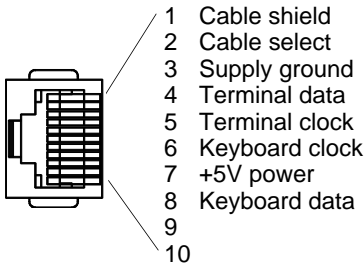 1 Cable shield
2 Cable select
3 Supply ground
4 Terminal data
5 Terminal clock
6 Keyboard clock
7 +5V power
8 Keyboard data
9
10